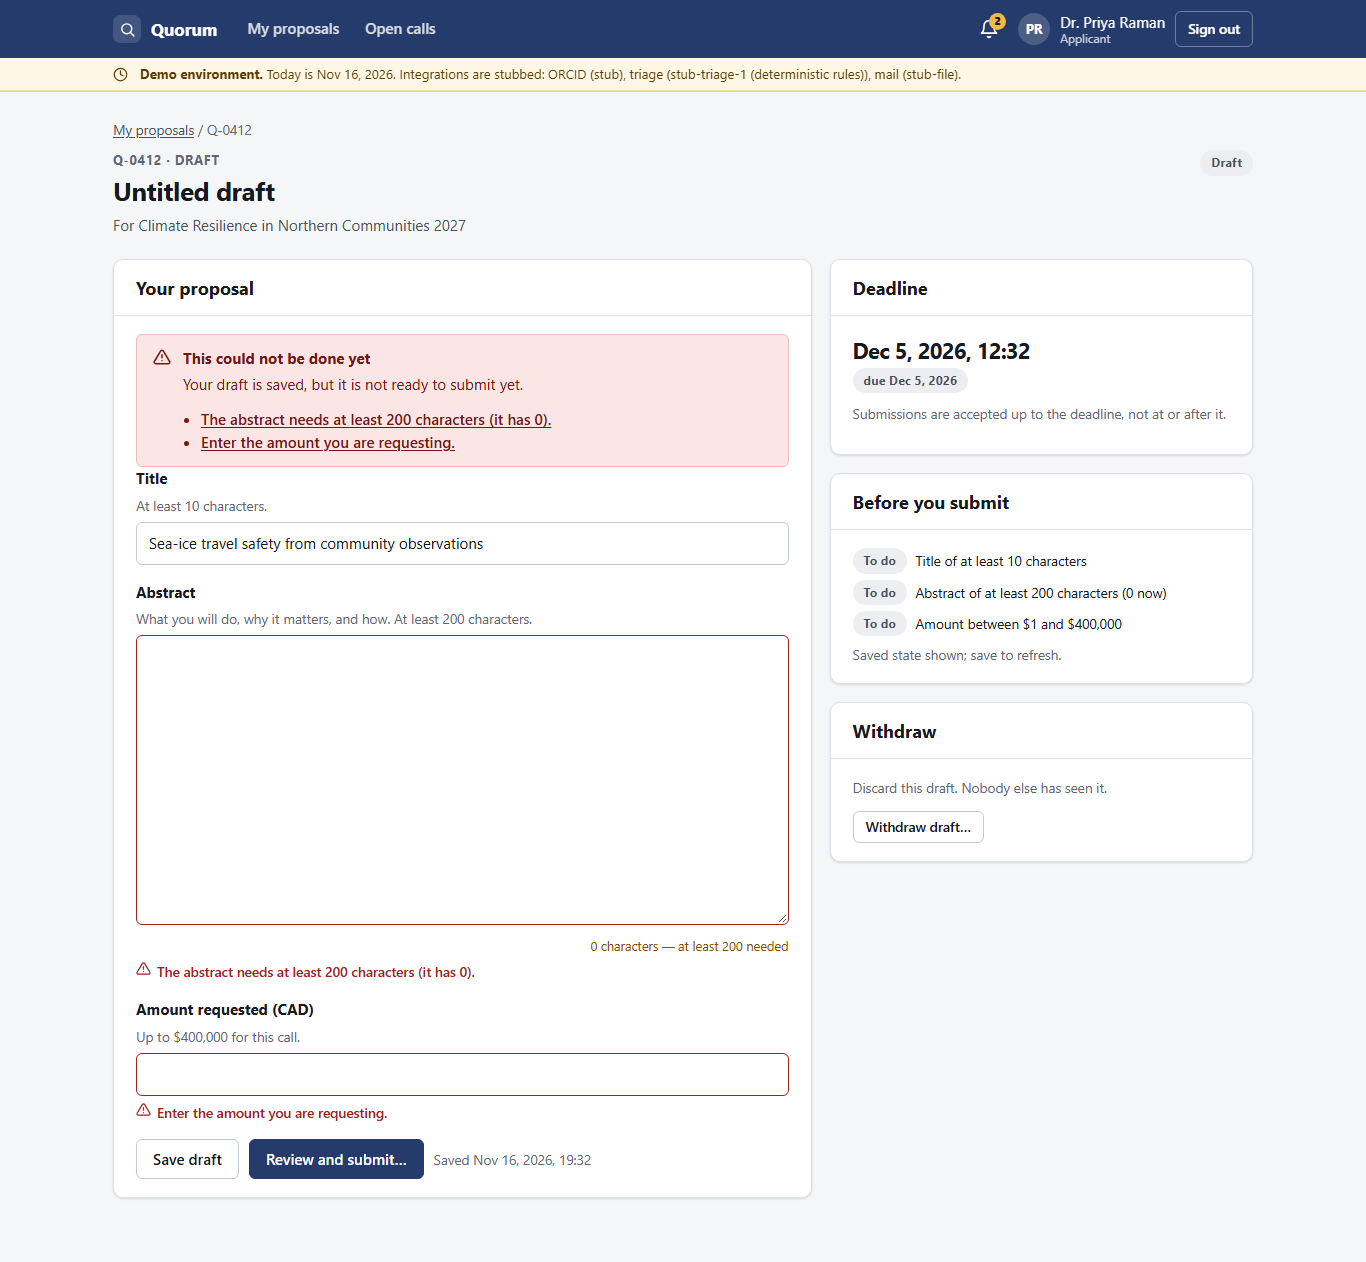 Quorum
My proposals
Open calls
2
PR
Dr. Priya Raman
Applicant
Sign out
Demo environment. Today is Nov 16, 2026. Integrations are stubbed: ORCID (stub), triage (stub-triage-1 (deterministic rules)), mail (stub-file).
My proposals / Q-0412
Q-0412 · DRAFT
Draft
Untitled draft
For Climate Resilience in Northern Communities 2027
Your proposal
This could not be done yet
Your draft is saved, but it is not ready to submit yet.
• The abstract needs at least 200 characters (it has 0).
• Enter the amount you are requesting.
Title
At least 10 characters.
Sea-ice travel safety from community observations
Abstract
What you will do, why it matters, and how. At least 200 characters.
0 characters — at least 200 needed
The abstract needs at least 200 characters (it has 0).
Amount requested (CAD)
Up to $400,000 for this call.
Enter the amount you are requesting.
Save draft
Review and submit...
Saved Nov 16, 2026, 19:32
Deadline
Dec 5, 2026, 12:32
due Dec 5, 2026
Submissions are accepted up to the deadline, not at or after it.
Before you submit
To do Title of at least 10 characters
To do Abstract of at least 200 characters (0 now)
To do Amount between $1 and $400,000
Saved state shown; save to refresh.
Withdraw
Discard this draft. Nobody else has seen it.
Withdraw draft...